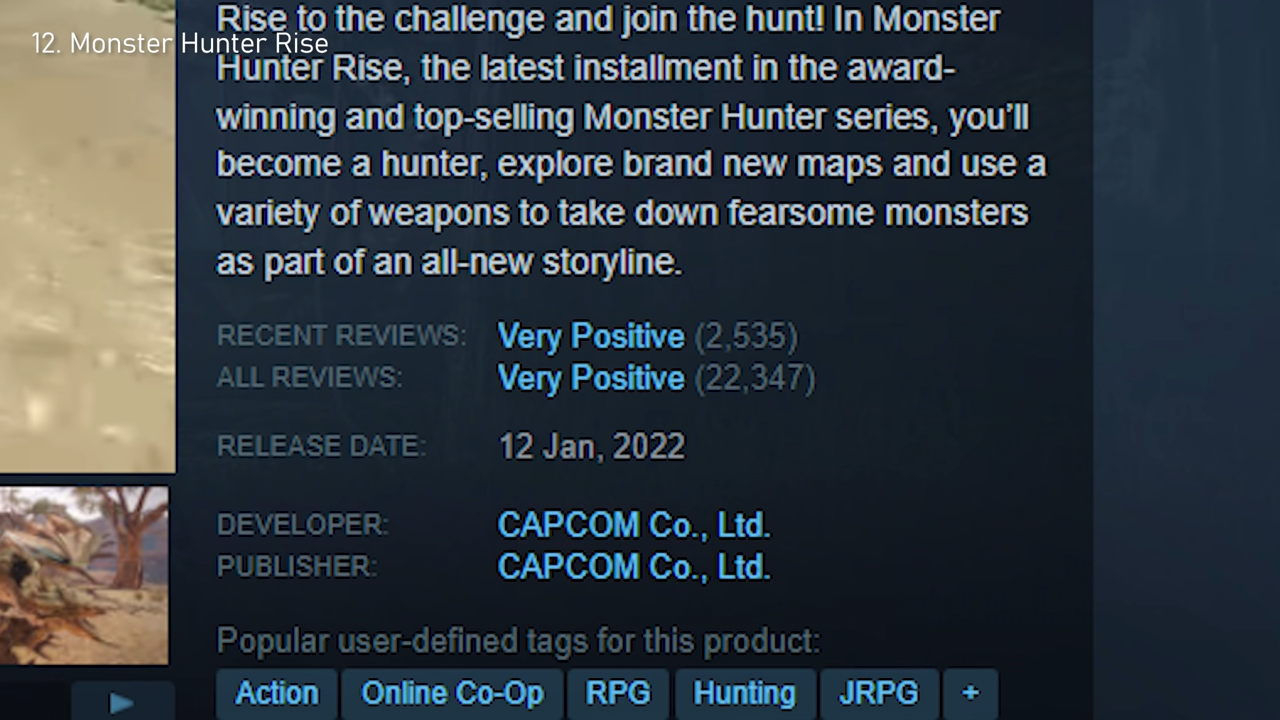 12. Monster Hunter Rise
Rise to the challenge and join the hunt! In Monster
Hunter Rise, the latest installment in the award-
winning and top-selling Monster Hunter series, you’ll
become a hunter, explore brand new maps and use a
variety of weapons to take down fearsome monsters
as part of an all-new storyline.
RECENT REVIEWS: Very Positive (2,535)
ALL REVIEWS: Very Positive (22,347)
RELEASE DATE: 12 Jan, 2022
DEVELOPER: CAPCOM Co., Ltd.
PUBLISHER: CAPCOM Co., Ltd.
Popular user-defined tags for this product:
Action Online Co-Op RPG Hunting JRPG +